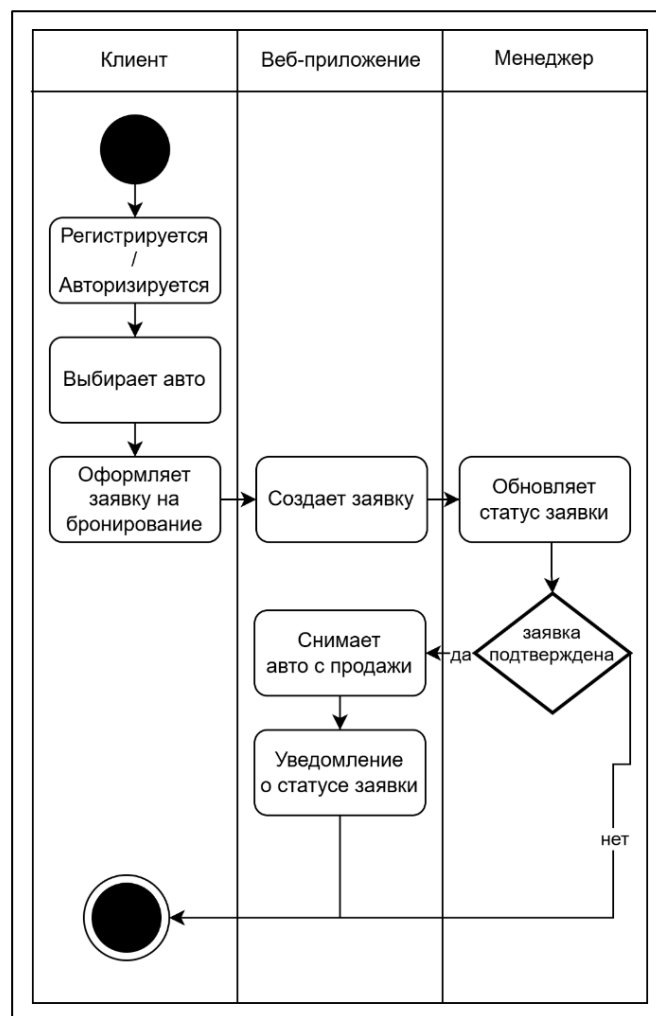 Клиент
Веб-приложение
Менеджер
Регистрируется
/
Авторизируется
Выбирает авто
Оформляет
заявку на
бронирование
Создает заявку
Обновляет
статус заявки
заявка
подтверждена
да
Снимает
авто с продажи
Уведомление
о статусе заявки
нет